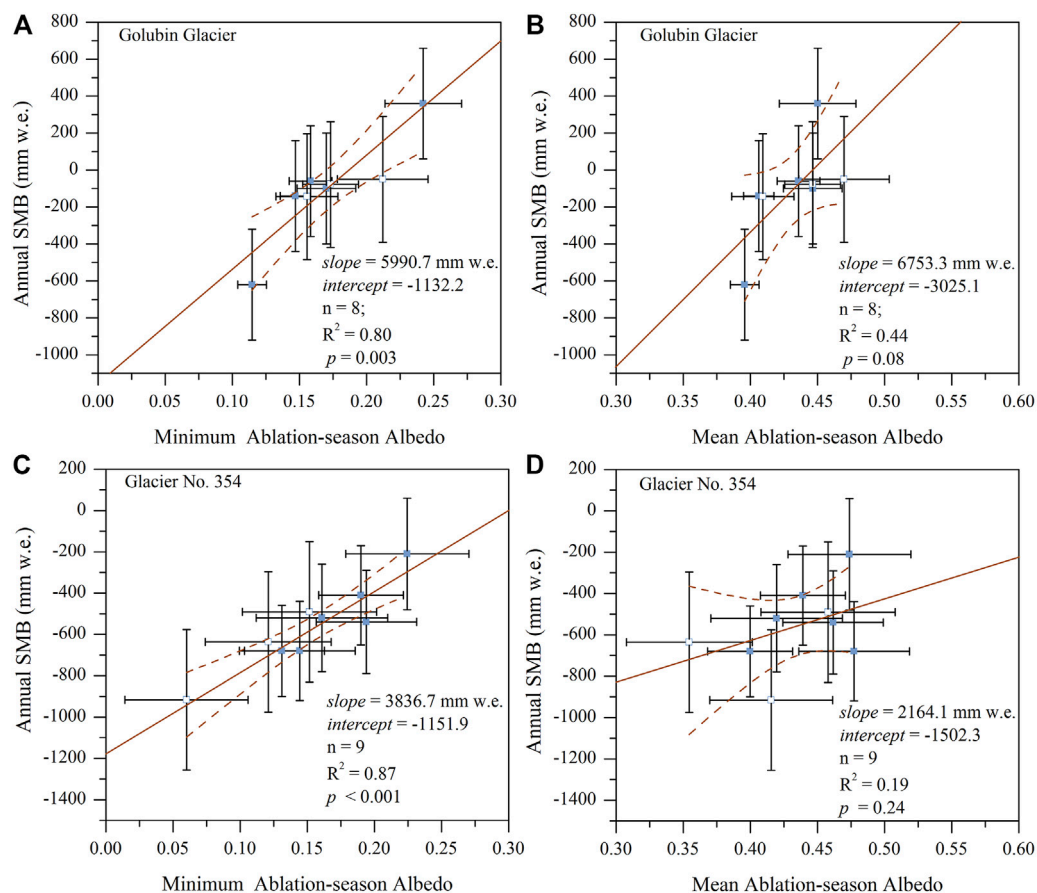 A
Golubin Glacier
Annual SMB (mm w.e.)
800
600
400
200
0
-200
-400
-600
-800
-1000
slope = 5990.7 mm w.e.
intercept = -1132.2
n = 8;
R² = 0.80
p = 0.003
0.00 0.05 0.10 0.15 0.20 0.25 0.30
Minimum Ablation-season Albedo
B
Golubin Glacier
Annual SMB (mm w.e.)
800
600
400
200
0
-200
-400
-600
-800
-1000
slope = 6753.3 mm w.e.
intercept = -3025.1
n = 8;
R² = 0.44
p = 0.08
0.30 0.35 0.40 0.45 0.50 0.55 0.60
Mean Ablation-season Albedo
C
Glacier No. 354
Annual SMB (mm w.e.)
200
0
-200
-400
-600
-800
-1000
-1200
-1400
slope = 3836.7 mm w.e.
intercept = -1151.9
n = 9
R² = 0.87
p < 0.001
0.00 0.05 0.10 0.15 0.20 0.25 0.30
Minimum Ablation-season Albedo
D
Glacier No. 354
Annual SMB (mm w.e.)
200
0
-200
-400
-600
-800
-1000
-1200
-1400
slope = 2164.1 mm w.e.
intercept = -1502.3
n = 9
R² = 0.19
p = 0.24
0.30 0.35 0.40 0.45 0.50 0.55 0.60
Mean Ablation-season Albedo